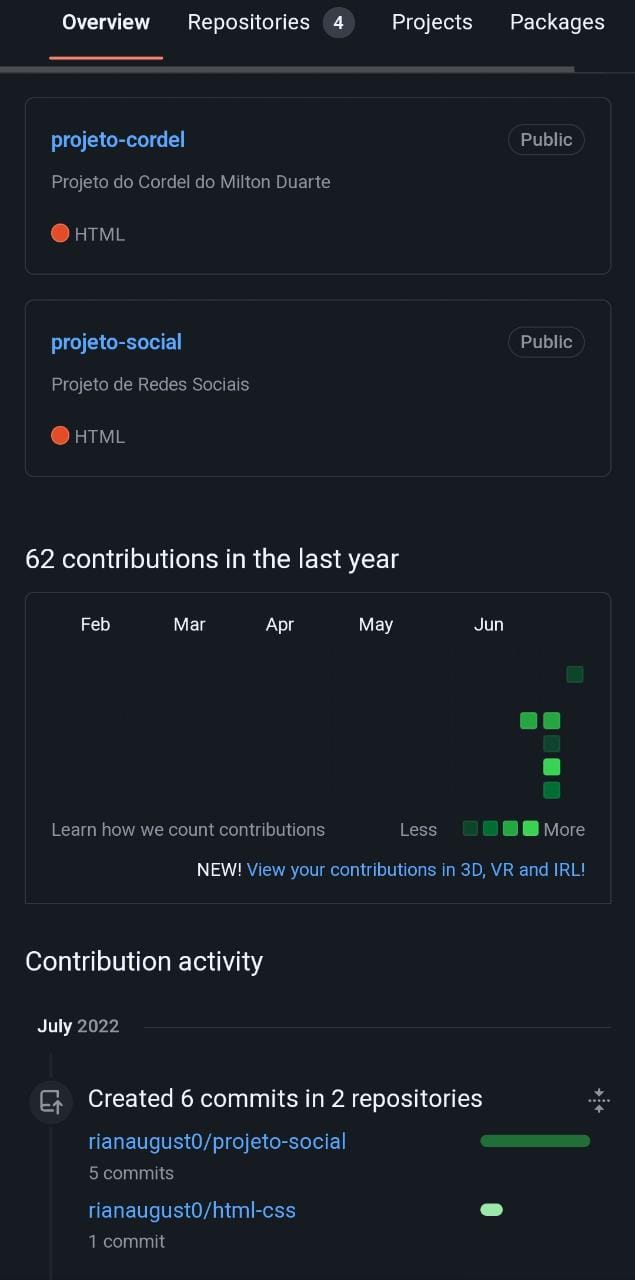 Overview Repositories 4 Projects Packages
projeto-cordel Public
Projeto do Cordel do Milton Duarte
HTML
projeto-social Public
Projeto de Redes Sociais
HTML
62 contributions in the last year
Feb Mar Apr May Jun
Learn how we count contributions Less More
NEW! View your contributions in 3D, VR and IRL!
Contribution activity
July 2022
Created 6 commits in 2 repositories
rianaugust0/projeto-social
5 commits
rianaugust0/html-css
1 commit